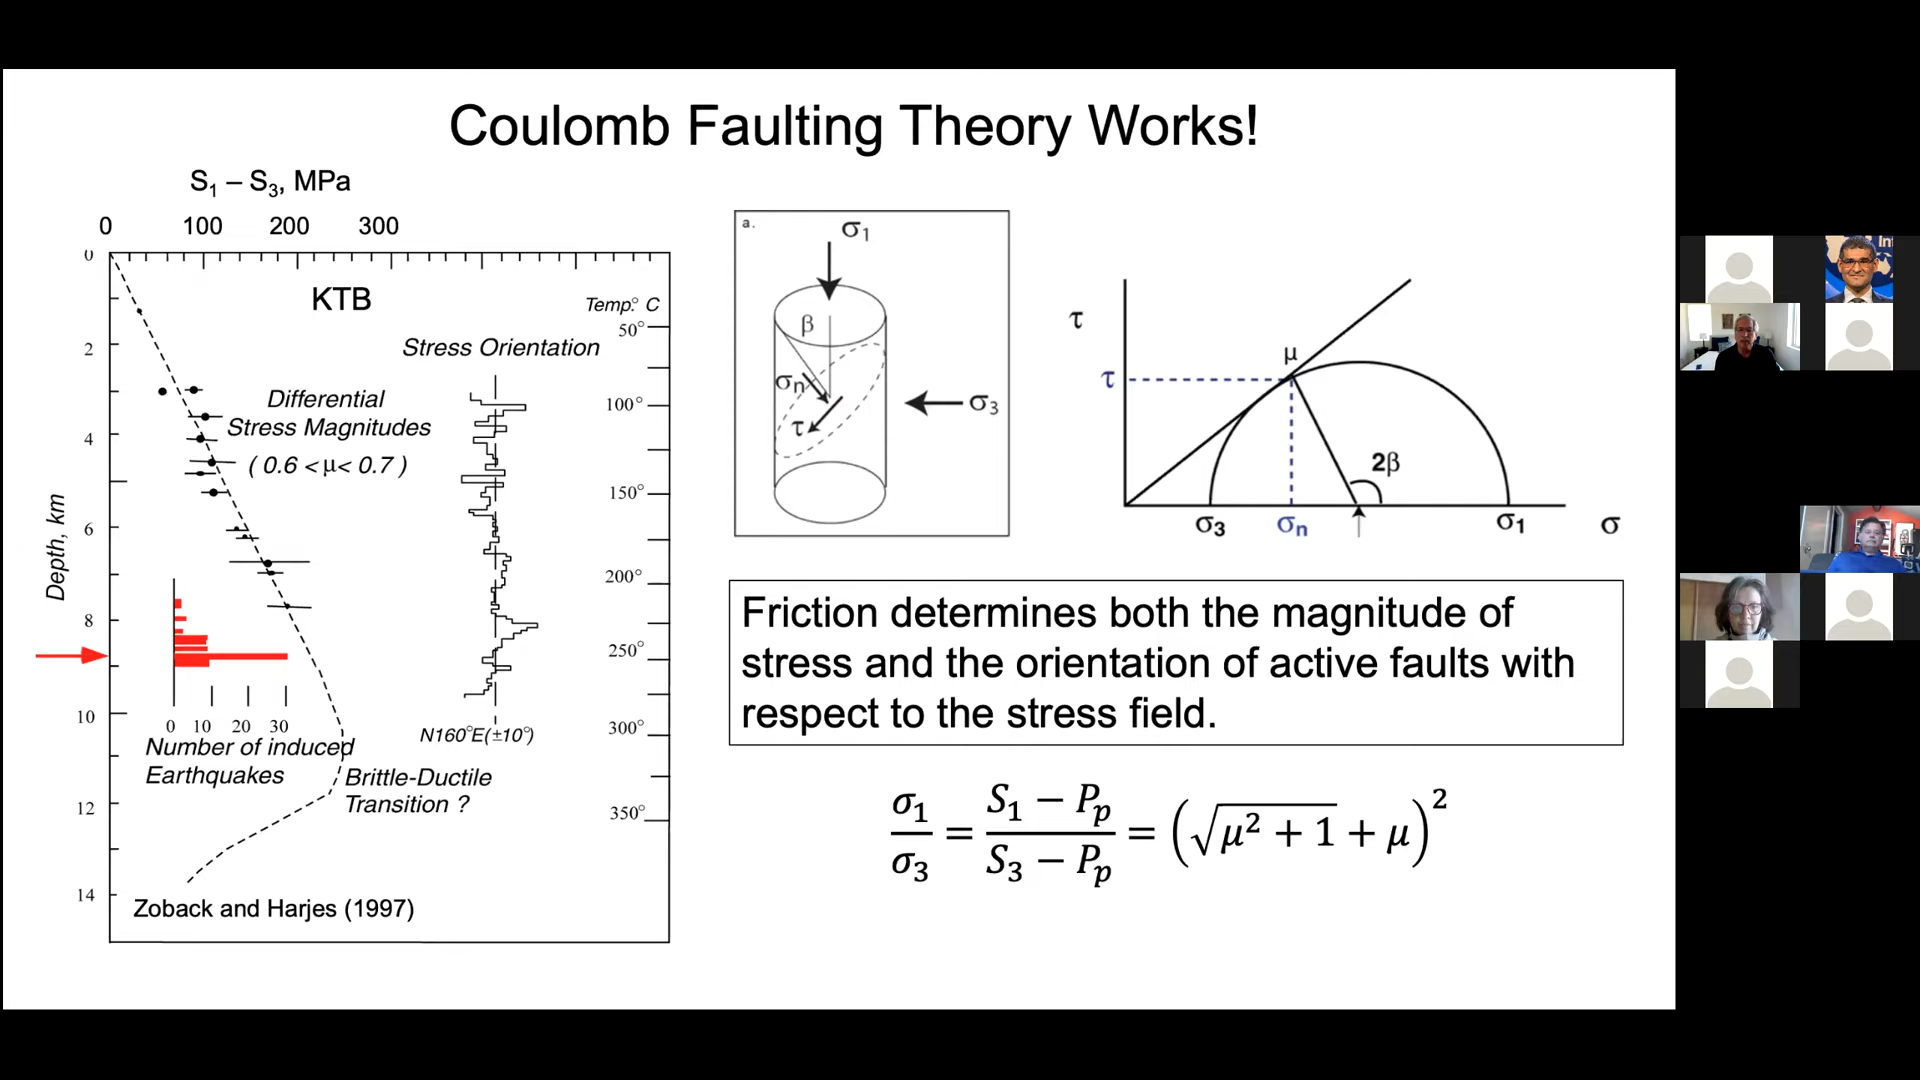 Coulomb Faulting Theory Works!
S1 – S3, MPa
0 100 200 300
0
2
4
6
8
10
12
14
Depth, km
KTB
Temp° C
50°
100°
150°
200°
250°
300°
350°
Stress Orientation
Differential
Stress Magnitudes
( 0.6 < μ < 0.7 )
0 10 20 30
Number of induced
Earthquakes
N160°E(±10°)
Brittle-Ductile
Transition ?
Zoback and Harjes (1997)
a.
σ1
β
σn
τ
σ3
τ
μ
τ
2β
σ3 σn σ1 σ
Friction determines both the magnitude of
stress and the orientation of active faults with
respect to the stress field.
σ1/σ3 = (S1 − Pp)/(S3 − Pp) = (√(μ² + 1) + μ)²